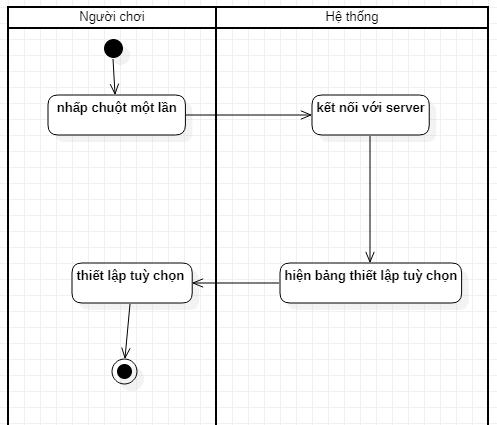 Người chơi
Hệ thống
nhấp chuột một lần
kết nối với server
thiết lập tuỳ chọn
hiện bảng thiết lập tuỳ chọn